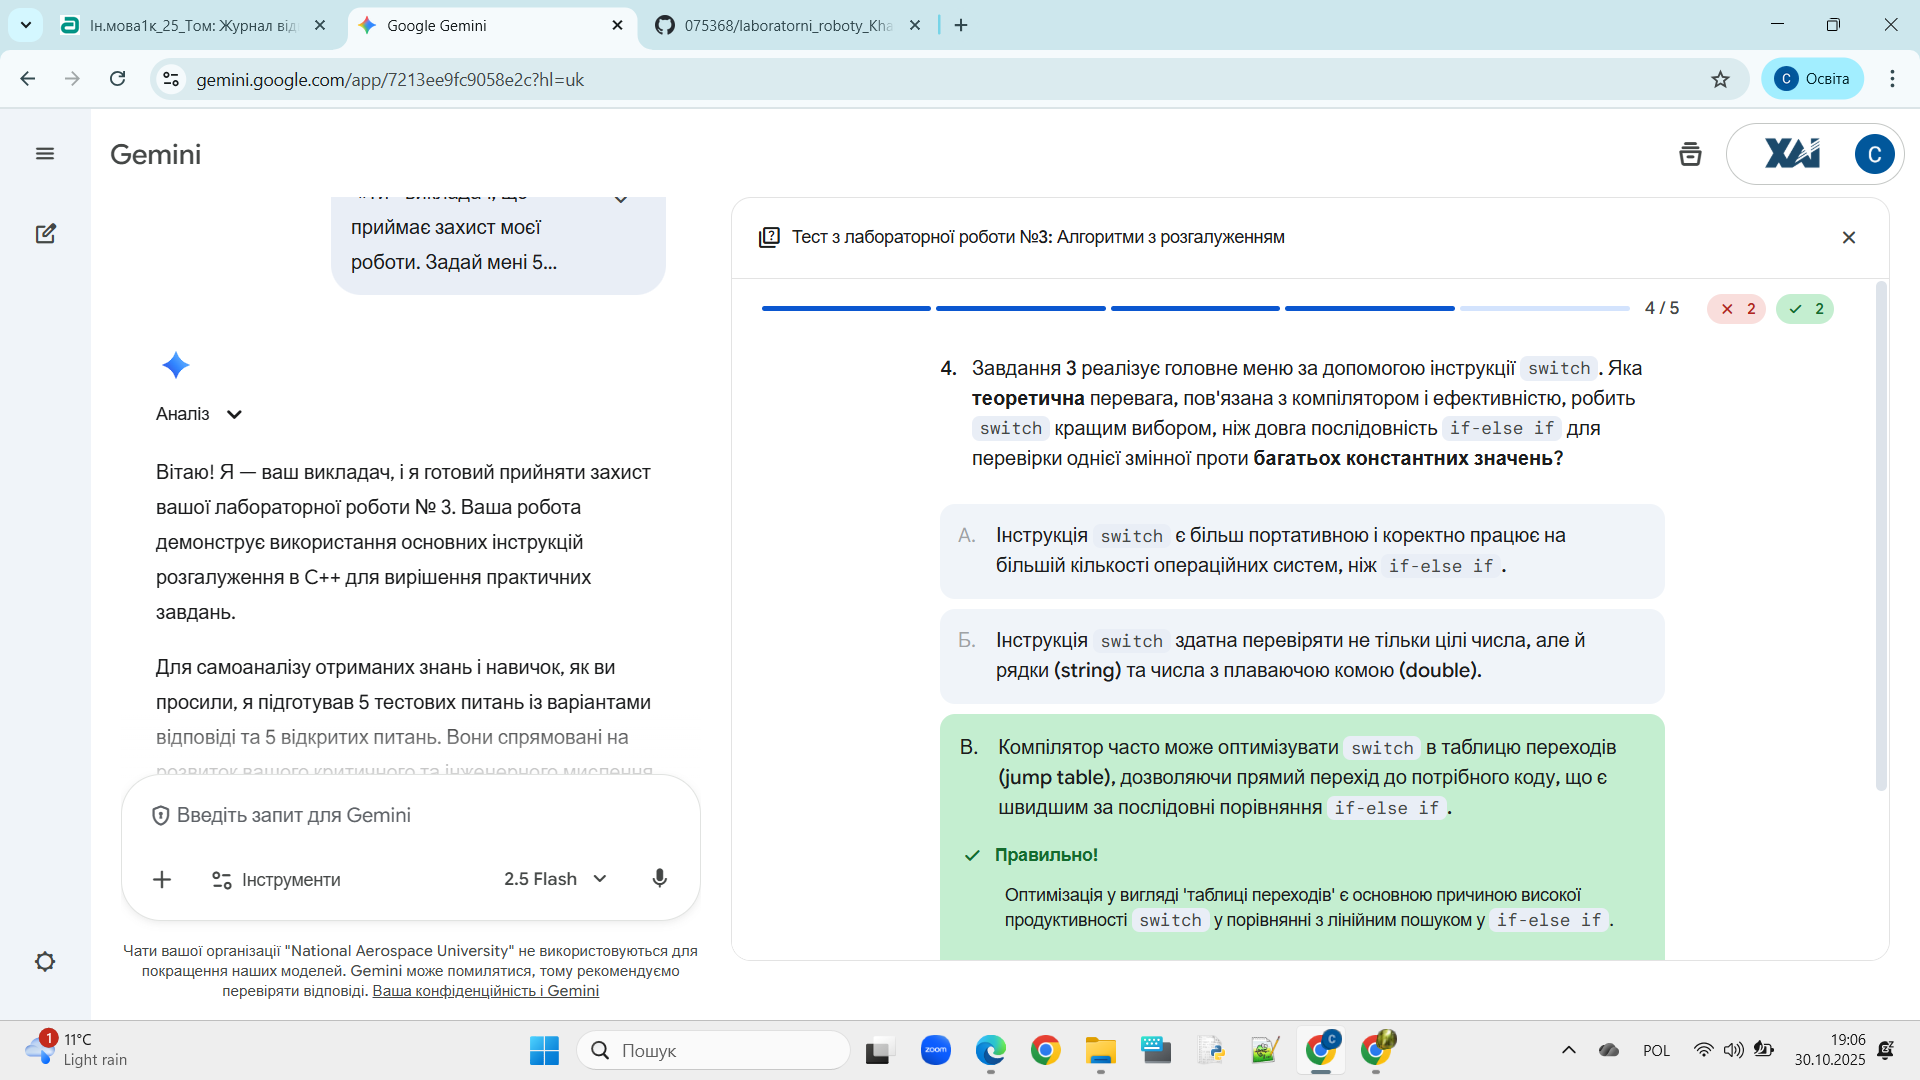 Ін.мова1к_25_Том: Журнал від
Google Gemini
075368/laboratorni_roboty_Kha
gemini.google.com/app/7213ee9fc9058e2c?hl=uk
C Освіта
Gemini
XAI
C
приймає захист моєї
роботи. Задай мені 5...
Аналіз
Вітаю! Я — ваш викладач, і я готовий прийняти захист
вашої лабораторної роботи № 3. Ваша робота
демонструє використання основних інструкцій
розгалуження в C++ для вирішення практичних
завдань.
Для самоаналізу отриманих знань і навичок, як ви
просили, я підготував 5 тестових питань із варіантами
відповіді та 5 відкритих питань. Вони спрямовані на
розвиток вашого критичного та інженерного мислення
Введіть запит для Gemini
Інструменти
2.5 Flash
Чати вашої організації "National Aerospace University" не використовуються для
покращення наших моделей. Gemini може помилятися, тому рекомендуємо
перевіряти відповіді. Ваша конфіденційність і Gemini
Тест з лабораторної роботи №3: Алгоритми з розгалуженням
4 / 5
2
2
4. Завдання 3 реалізує головне меню за допомогою інструкції switch. Яка
теоретична перевага, пов'язана з компілятором і ефективністю, робить
switch кращим вибором, ніж довга послідовність if-else if для
перевірки однієї змінної проти багатьох константних значень?
А. Інструкція switch є більш портативною і коректно працює на
більшій кількості операційних систем, ніж if-else if.
Б. Інструкція switch здатна перевіряти не тільки цілі числа, але й
рядки (string) та числа з плаваючою комою (double).
В. Компілятор часто може оптимізувати switch в таблицю переходів
(jump table), дозволяючи прямий перехід до потрібного коду, що є
швидшим за послідовні порівняння if-else if.
Правильно!
Оптимізація у вигляді 'таблиці переходів' є основною причиною високої
продуктивності switch у порівнянні з лінійним пошуком у if-else if.
1
11°C
Light rain
Пошук
zoom
C
POL
19:06
30.10.2025